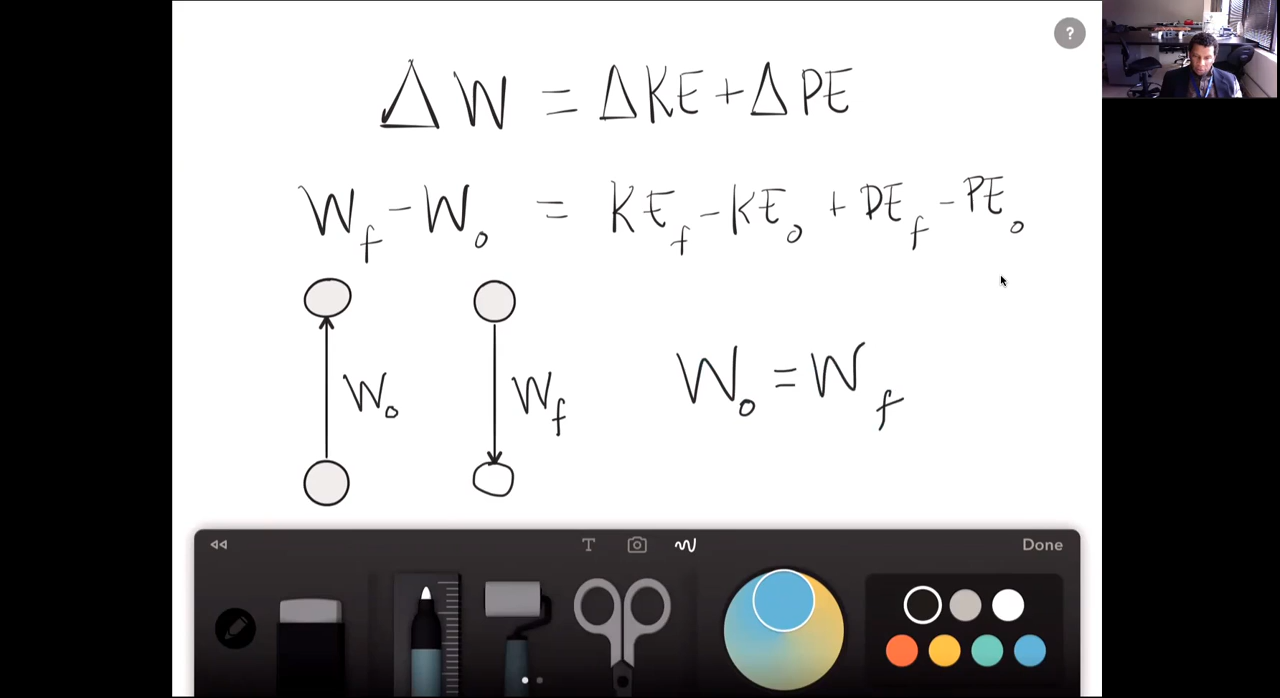 ?
ΔW = ΔKE + ΔPE
W_f - W_o = KE_f - KE_o + PE_f - PE_o
W_o
W_f
W_o = W_f
T
Done